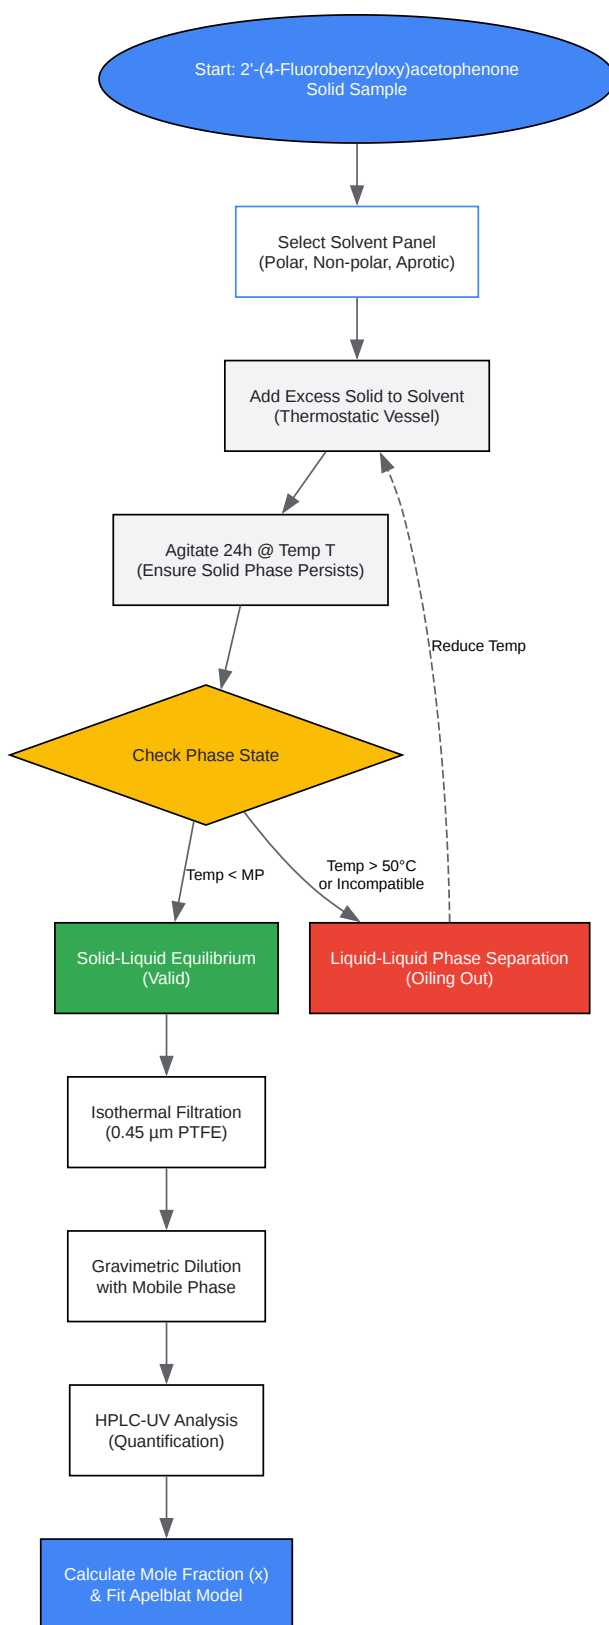 Start: 2'-(4-Fluorobenzyloxy)acetophenone
Solid Sample
Select Solvent Panel
(Polar, Non-polar, Aprotic)
Add Excess Solid to Solvent
(Thermostatic Vessel)
Agitate 24h @ Temp T
(Ensure Solid Phase Persists)
Reduce Temp
Check Phase State
Temp < MP
Temp > 50°C
or Incompatible
Solid-Liquid Equilibrium
(Valid)
Liquid-Liquid Phase Separation
(Oiling Out)
Isothermal Filtration
(0.45 µm PTFE)
Gravimetric Dilution
with Mobile Phase
HPLC-UV Analysis
(Quantification)
Calculate Mole Fraction (x)
& Fit Apelblat Model